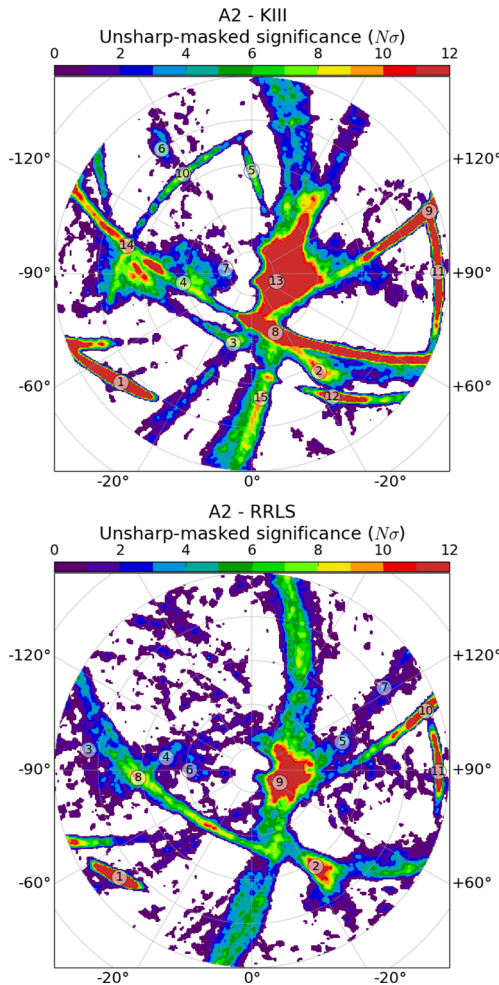 A2 - KIII
Unsharp-masked significance (Nσ)
0 2 4 6 8 10 12
6
10
5
-120° +120°
9
14
7
-90° 11 +90°
4 13
8
3
2
-60° 1 +60°
12
15
-20° 0° -20°
A2 - RRLS
Unsharp-masked significance (Nσ)
0 2 4 6 8 10 12
-120° +120°
7
10
5
3
4
-90° 6 11 +90°
8
9
2
1
-60° +60°
-20° 0° -20°